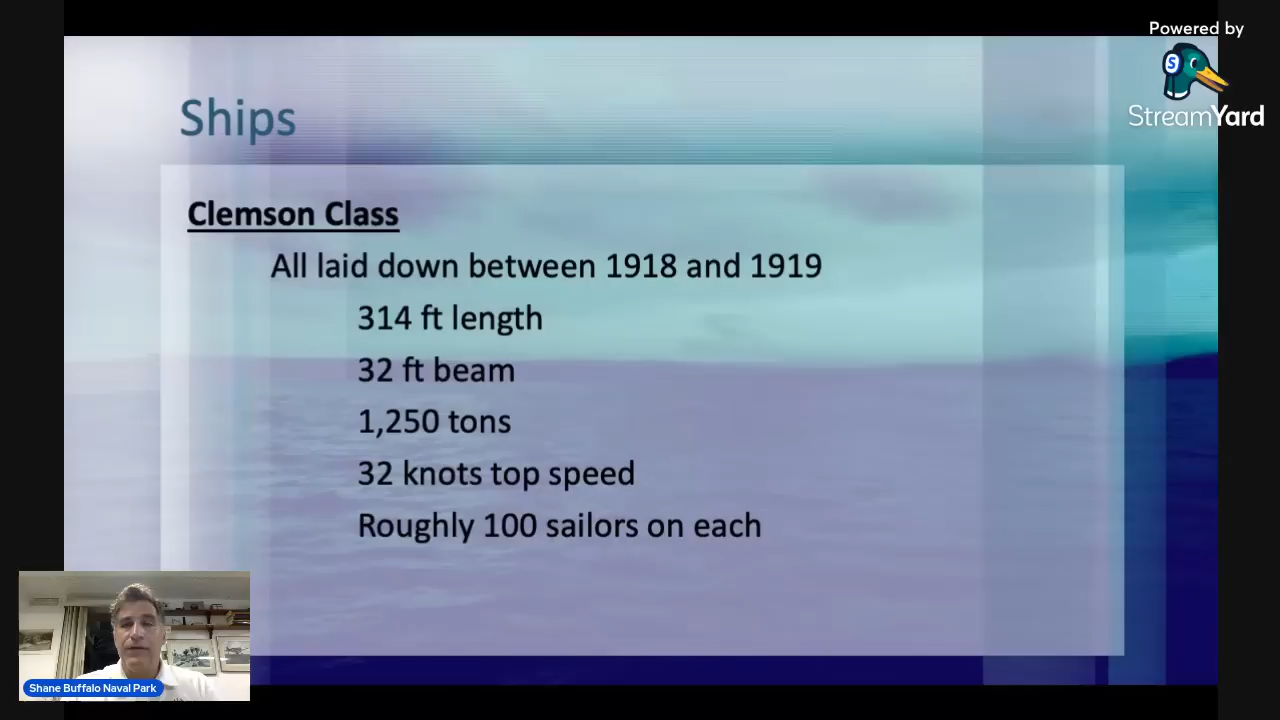 Powered by
S
StreamYard
Ships
Clemson Class
All laid down between 1918 and 1919
314 ft length
32 ft beam
1,250 tons
32 knots top speed
Roughly 100 sailors on each
Shane Buffalo Naval Park